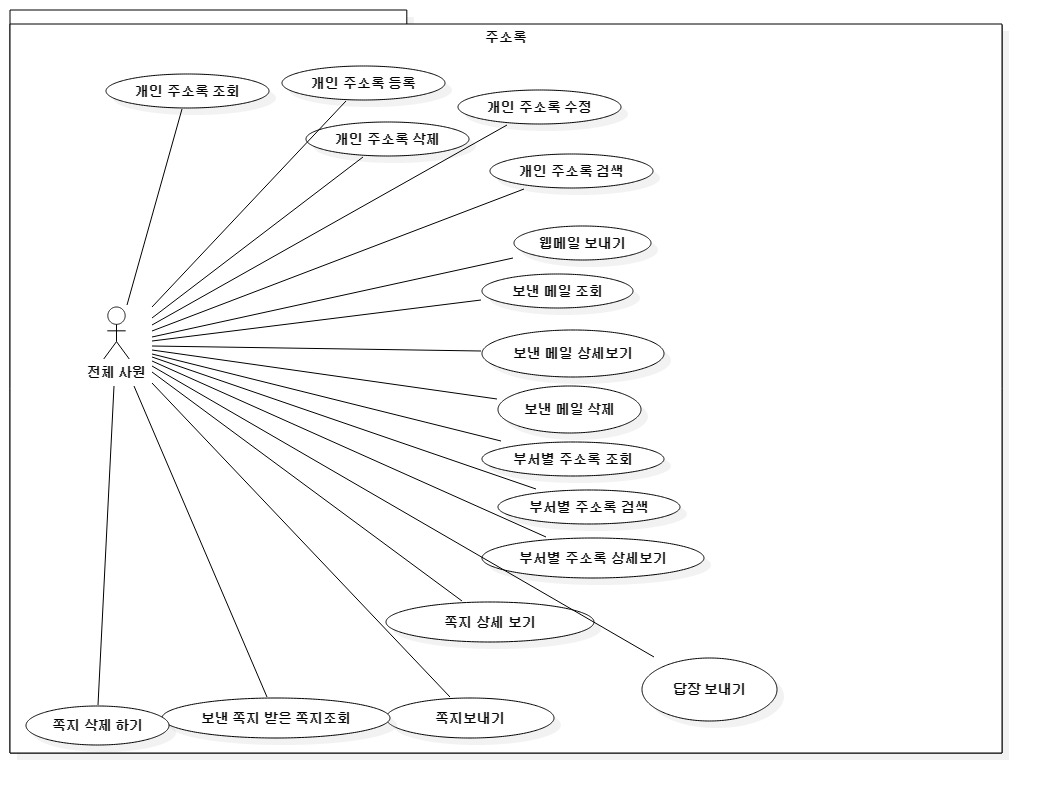 주소록
개인 주소록 조회
개인 주소록 등록
개인 주소록 수정
개인 주소록 삭제
개인 주소록 검색
웹메일 보내기
보낸 메일 조회
보낸 메일 상세보기
전체 사원
보낸 메일 삭제
부서별 주소록 조회
부서별 주소록 검색
부서별 주소록 상세보기
쪽지 상세 보기
답장 보내기
쪽지 삭제 하기
보낸 쪽지 받은 쪽지조회
쪽지보내기